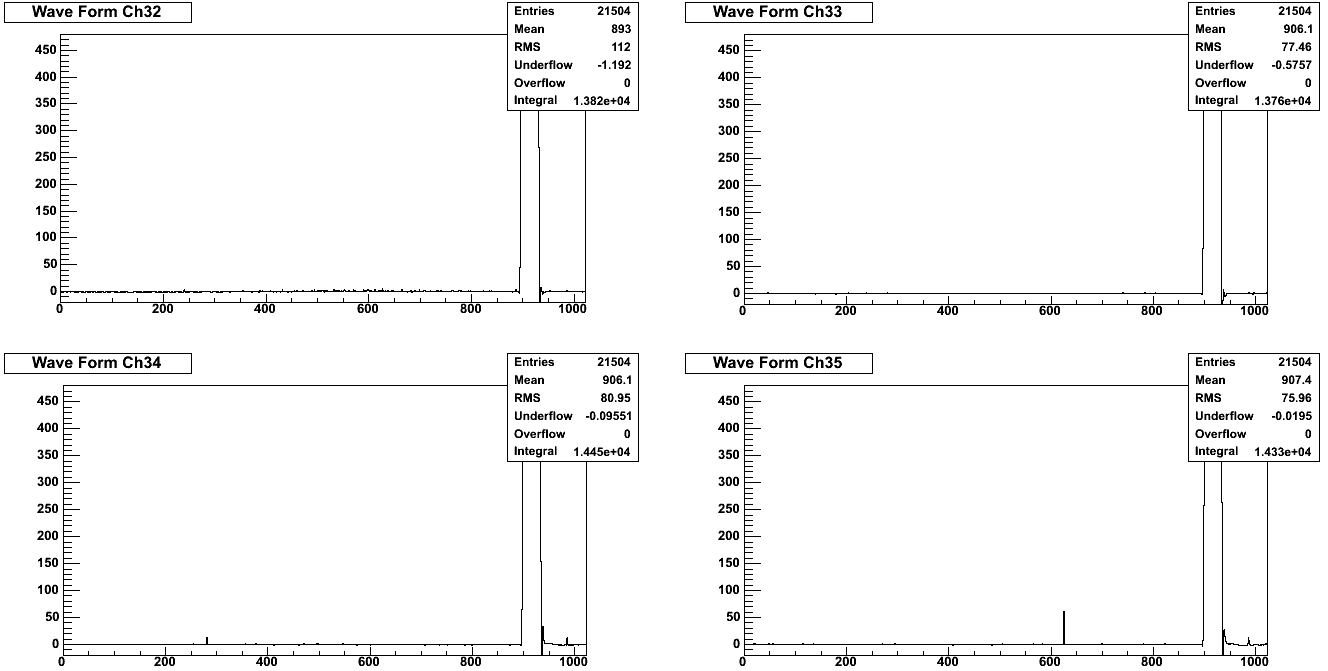 Wave Form Ch32
Entries 21504
Mean 893
RMS 112
Underflow -1.192
Overflow 0
Integral 1.382e+04
450
400
350
300
250
200
150
100
50
0
0 200 400 600 800 1000
Wave Form Ch33
Entries 21504
Mean 906.1
RMS 77.46
Underflow -0.5757
Overflow 0
Integral 1.376e+04
450
400
350
300
250
200
150
100
50
0
0 200 400 600 800 1000
Wave Form Ch34
Entries 21504
Mean 906.1
RMS 80.95
Underflow -0.09551
Overflow 0
Integral 1.445e+04
450
400
350
300
250
200
150
100
50
0
0 200 400 600 800 1000
Wave Form Ch35
Entries 21504
Mean 907.4
RMS 75.96
Underflow -0.0195
Overflow 0
Integral 1.433e+04
450
400
350
300
250
200
150
100
50
0
0 200 400 600 800 1000